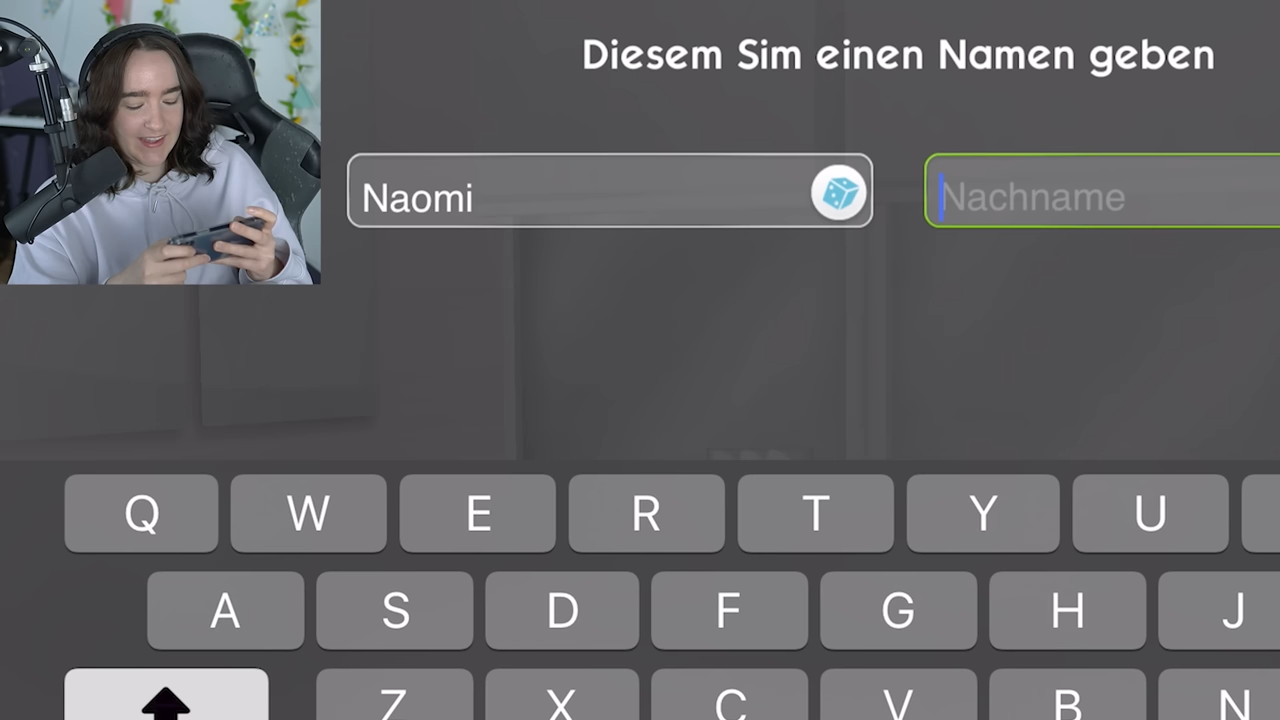 Diesem Sim einen Namen geben
Naomi
Nachname
Q W E R T Y U
A S D F G H J
Z X C V B N